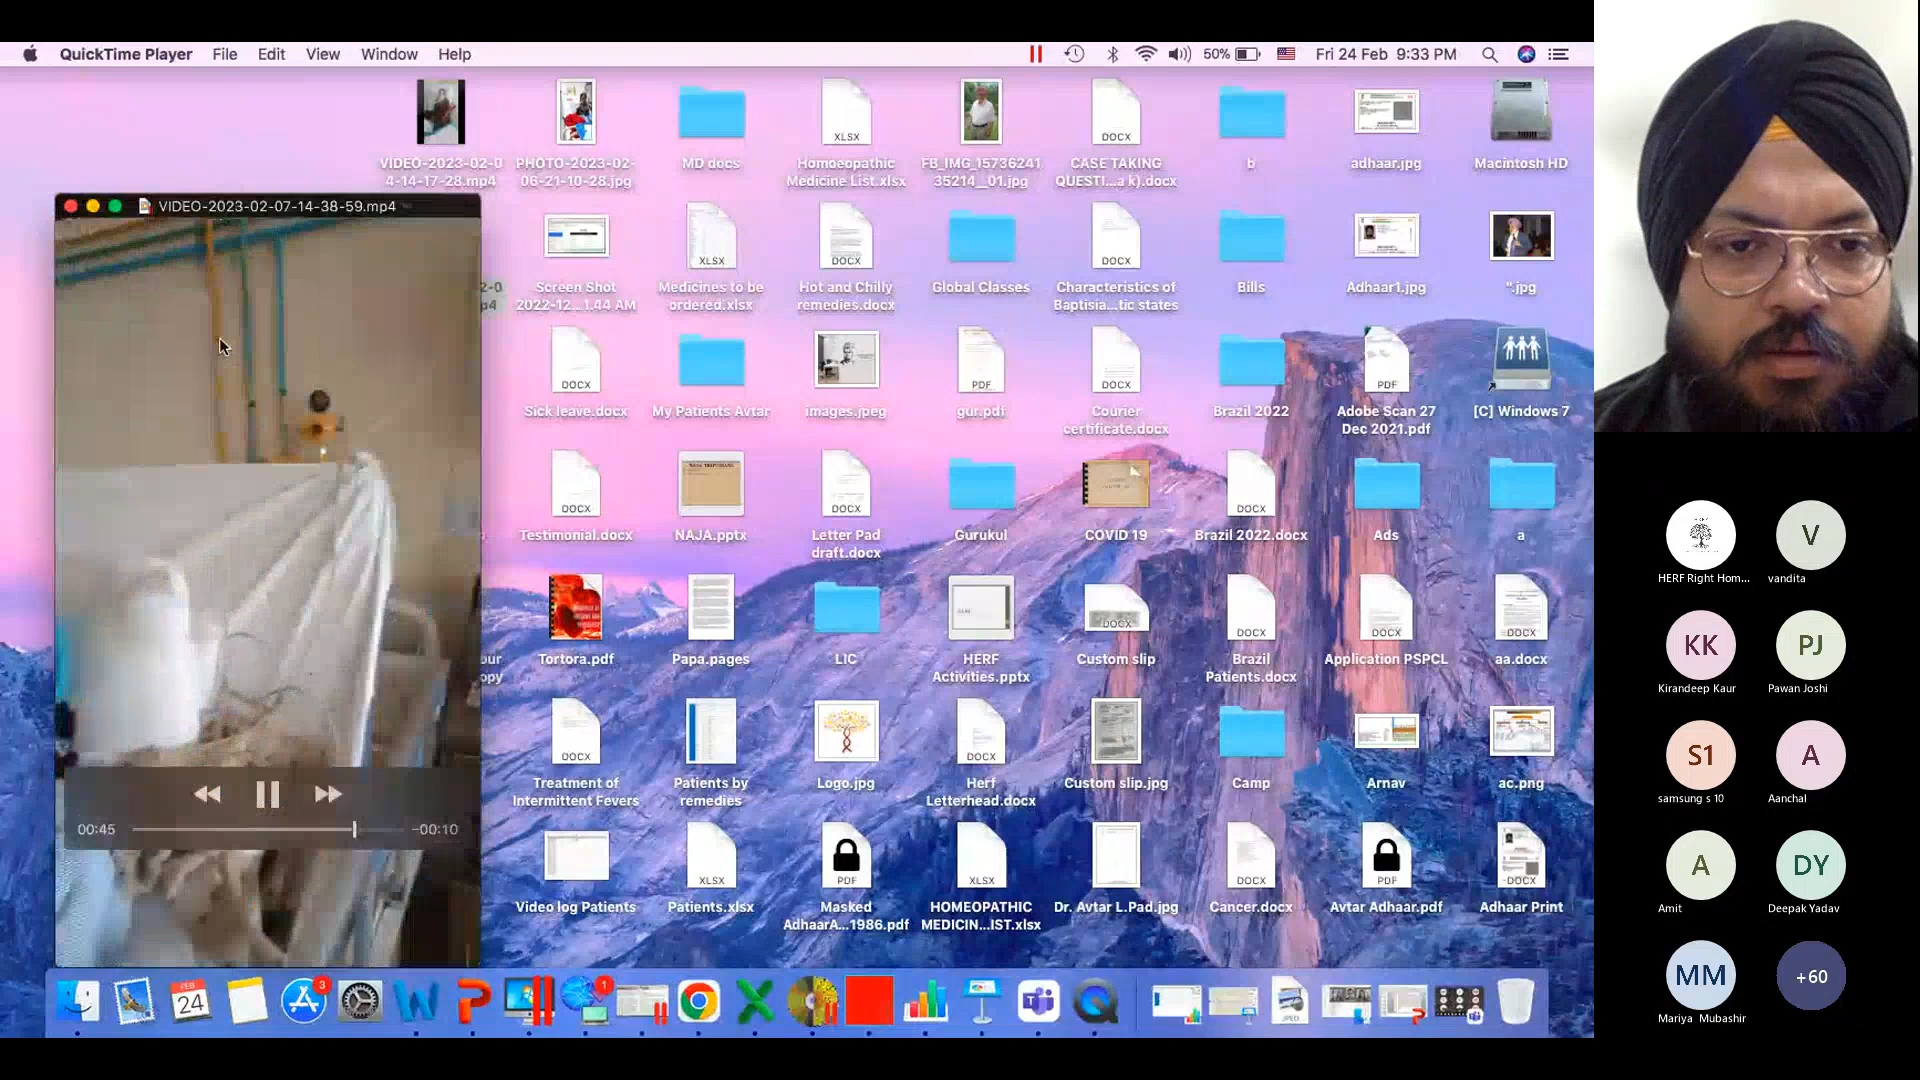 QuickTime Player File Edit View Window Help
50% Fri 24 Feb 9:33 PM
VIDEO-2023-02-0
4-14-17-28.mp4
PHOTO-2023-02-
06-21-10-28.jpg
MD docs
XLSX
Homoeopathic
Medicine List.xlsx
FB_IMG_15736241
35214__01.jpg
DOCX
CASE TAKING
QUESTI...a k).docx
b
adhaar.jpg
Macintosh HD
VIDEO-2023-02-07-14-38-59.mp4
2-0
p4
Screen Shot
2022-12...1.44 AM
XLSX
Medicines to be
ordered.xlsx
DOCX
Hot and Chilly
remedies.docx
Global Classes
Characteristics of
Baptisia...tic states
Bills
Adhaar1.jpg
".jpg
DOCX
Sick leave.docx
My Patients Avtar
images.jpeg
PDF
gur.pdf
DOCX
Courier
certificate.docx
Brazil 2022
PDF
Adobe Scan 27
Dec 2021.pdf
[C] Windows 7
DOCX
Testimonial.docx
NAJA.pptx
DOCX
Letter Pad
draft.docx
Gurukul
COVID 19
DOCX
Brazil 2022.docx
Ads
a
our
opy
Tortora.pdf
Papa.pages
LIC
HERF
Activities.pptx
DOCX
Custom slip
DOCX
Brazil
Patients.docx
DOCX
Application PSPCL
DOCX
aa.docx
DOCX
Treatment of
Intermittent Fevers
Patients by
remedies
Logo.jpg
DOCX
Herf
Letterhead.docx
Custom slip.jpg
Camp
Arnav
ac.png
00:45 -00:10
Video log Patients
XLSX
Patients.xlsx
PDF
Masked
AdhaarA...1986.pdf
XLSX
HOMEOPATHIC
MEDICIN...IST.xlsx
Dr. Avtar L.Pad.jpg
DOCX
Cancer.docx
PDF
Avtar Adhaar.pdf
DOCX
Adhaar Print
FEB
24
3
1
JPEG
HERF Right Hom...
V
vandita
KK
Kirandeep Kaur
PJ
Pawan Joshi
S1
samsung s 10
A
Aanchal
A
Amit
DY
Deepak Yadav
MM
Mariya Mubashir
+60